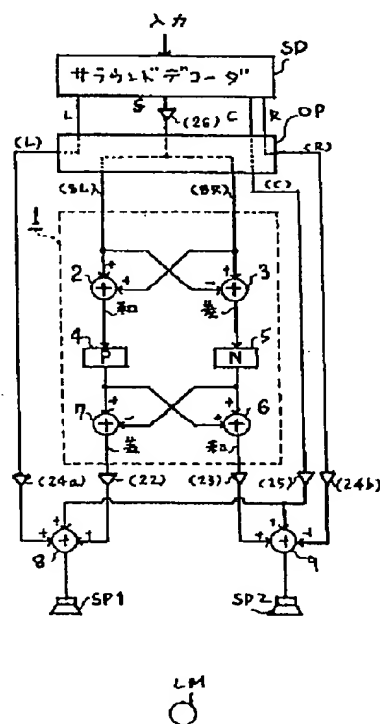 入力
SD
サラウンドデコーダ
L S (26) C R OP
(L) (C) (R)
(SL) (SR)
1
+ + - +
2 + + 3
和 差
4 P N 5
+ - + +
7 + + 6
差 和
(24a) (22) (23) (25) (24b)
+ + + + + +
8 + + 9
SP1 SP2
LM